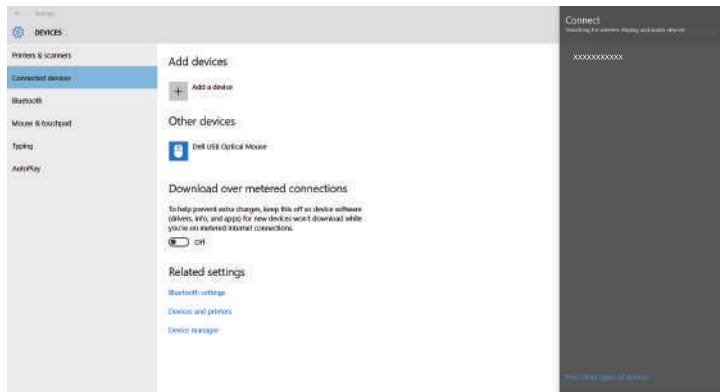 Settings
DEVICES
Printers & scanners
Connected devices
Bluetooth
Mouse & touchpad
Typing
AutoPlay
Add devices
Add a device
Other devices
Dell USB Optical Mouse
Download over metered connections
To help prevent extra charges, keep this off so device software
(drivers, info, and apps) for new devices won't download while
you're on metered Internet connections.
Off
Related settings
Bluetooth settings
Devices and printers
Device manager
Connect
Searching for wireless display and audio devices
xxxxxxxxxxx
Find other types of devices